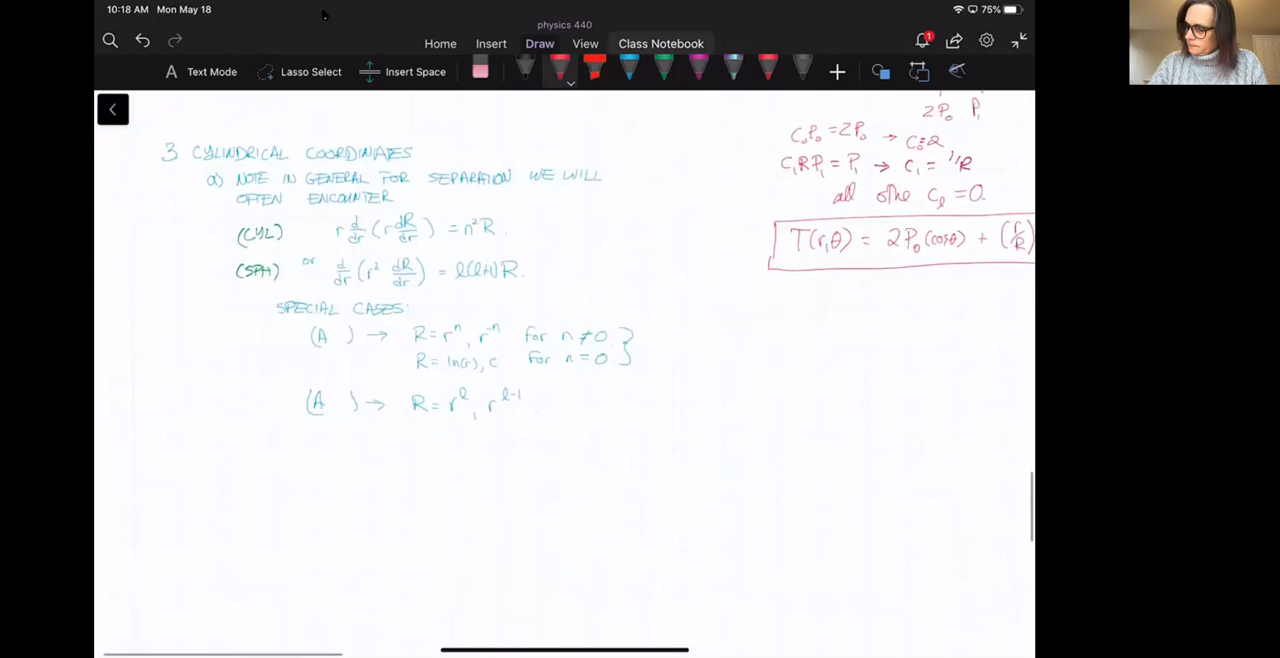 10:18 AM Mon May 18
75%
physics 440
Home Insert Draw View Class Notebook
1
Text Mode Lasso Select Insert Space
2P₀ P₁
C₀P₀ = 2P₀ → C₀ = 2
C₁RP₁ = P₁ → C₁ = 1/R
all othe C_l = 0.
T(r,θ) = 2P₀(cosθ) + (r/R)
3 CYLINDRICAL COORDINATES
a) NOTE IN GENERAL FOR SEPARATION WE WILL
OFTEN ENCOUNTER
(CYL) r d/dr (r dR/dr) = n²R.
(SPH) or d/dr (r² dR/dr) = l(l+1)R.
SPECIAL CASES:
(A ) → R = rⁿ, r⁻ⁿ for n ≠ 0
R = ln(r), c for n = 0 }
(A ) → R = r^l, r^(l-1)